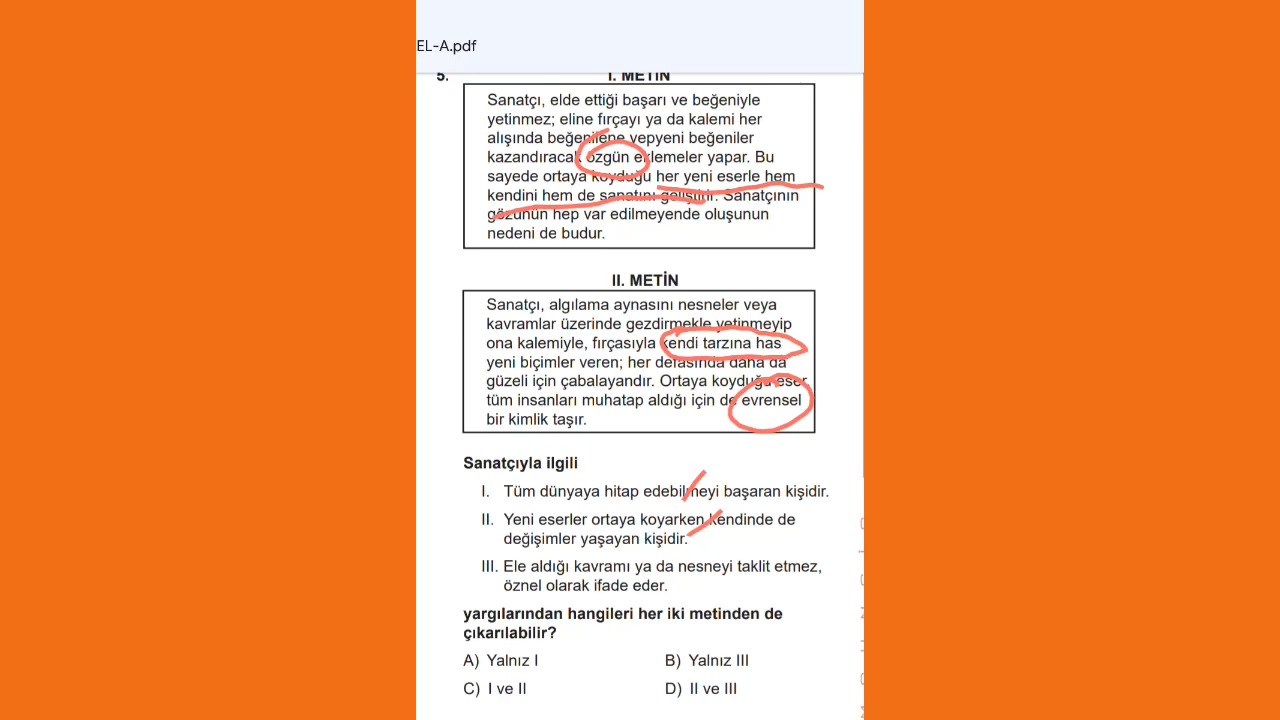 EL-A.pdf
5.
I. METİN
Sanatçı, elde ettiği başarı ve beğeniyle
yetinmez; eline fırçayı ya da kalemi her
alışında beğenilene yepyeni beğeniler
kazandıracak özgün eklemeler yapar. Bu
sayede ortaya koyduğu her yeni eserle hem
kendini hem de sanatını geliştirir. Sanatçının
gözünün hep var edilmeyende oluşunun
nedeni de budur.
II. METİN
Sanatçı, algılama aynasını nesneler veya
kavramlar üzerinde gezdirmekle yetinmeyip
ona kalemiyle, fırçasıyla kendi tarzına has
yeni biçimler veren; her defasında daha da
güzeli için çabalayandır. Ortaya koyduğu eser,
tüm insanları muhatap aldığı için de evrensel
bir kimlik taşır.
Sanatçıyla ilgili
I. Tüm dünyaya hitap edebilmeyi başaran kişidir.
II. Yeni eserler ortaya koyarken kendinde de
değişimler yaşayan kişidir.
III. Ele aldığı kavramı ya da nesneyi taklit etmez,
öznel olarak ifade eder.
yargılarından hangileri her iki metinden de
çıkarılabilir?
A) Yalnız I
B) Yalnız III
C) I ve II
D) II ve III